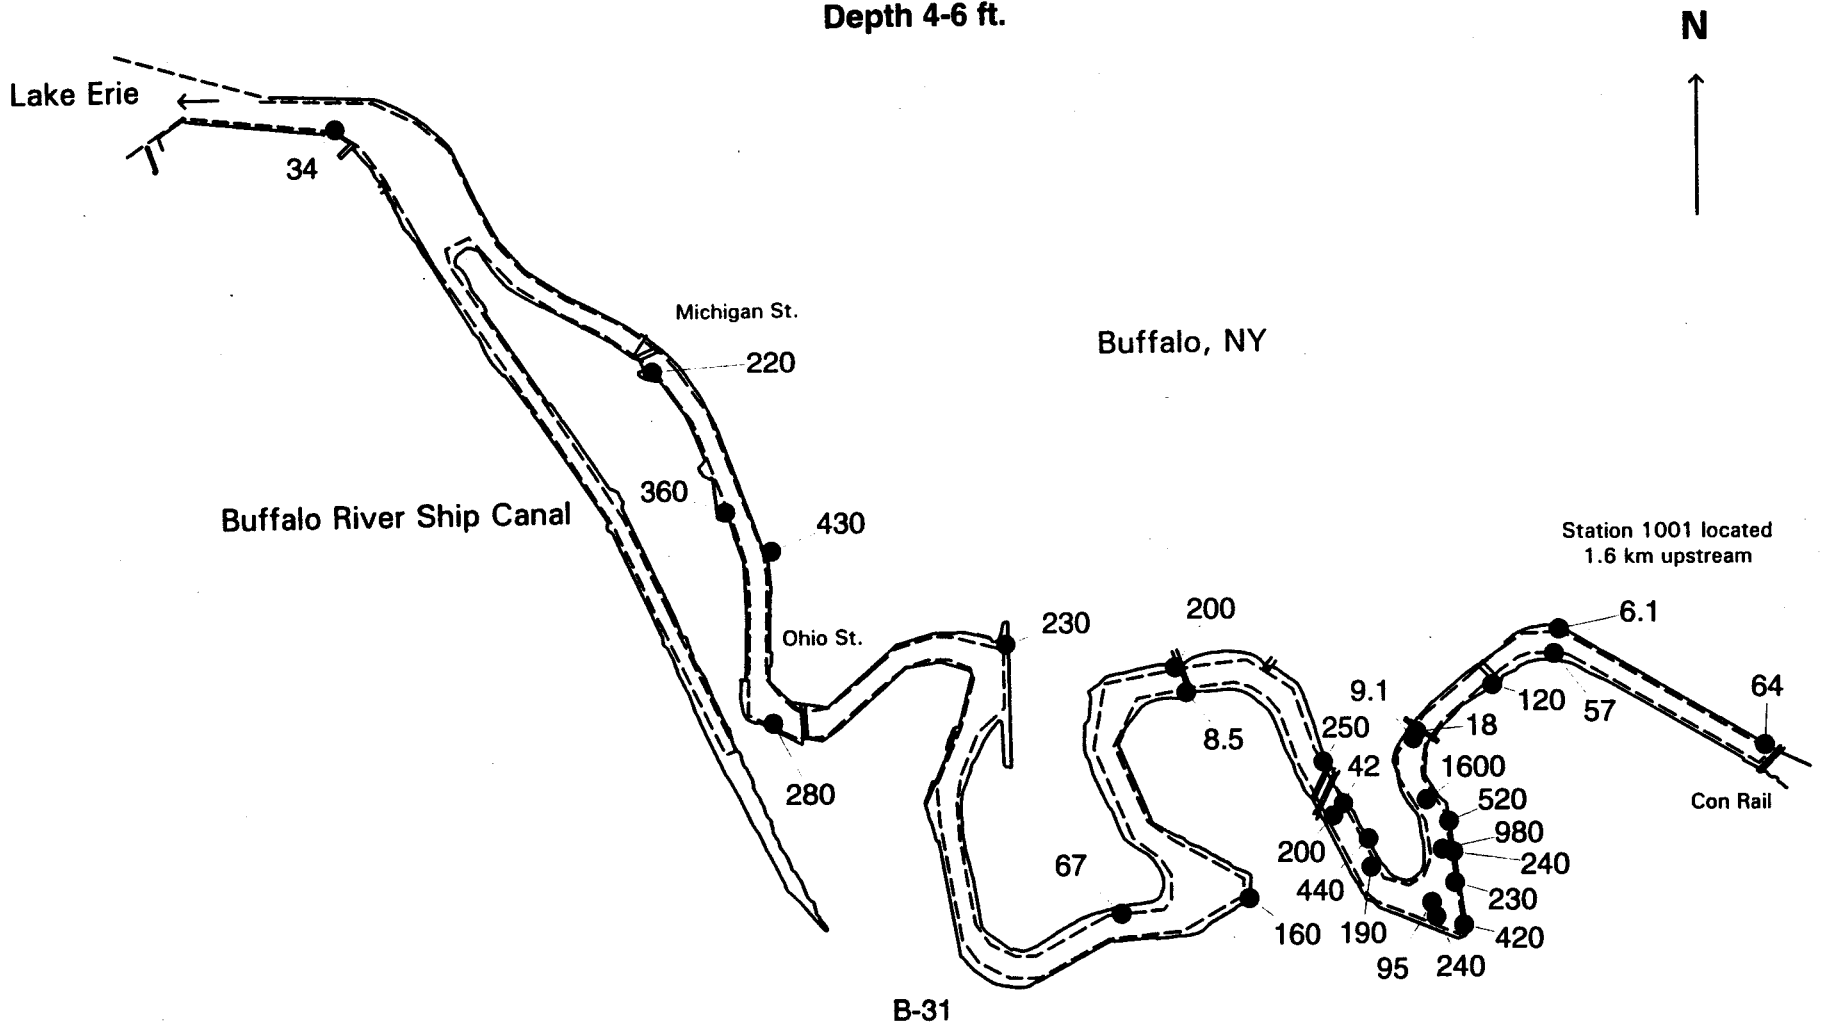 Depth 4-6 ft.
N
Lake Erie
34
Michigan St.
220
Buffalo, NY
360
Buffalo River Ship Canal
430
Station 1001 located
1.6 km upstream
200
6.1
230
Ohio St.
9.1
120
57
64
18
250
8.5
42
1600
280
520
Con Rail
980
200
240
67
440
230
160
190
420
95
240
B-31